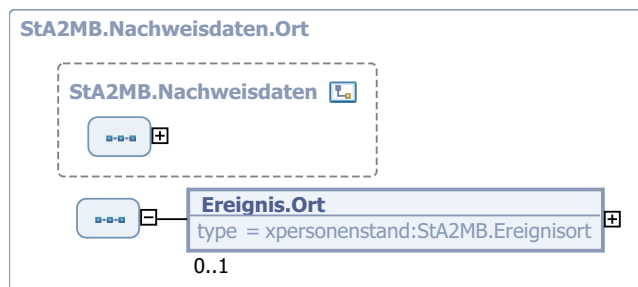 StA2MB.Nachweisdaten.Ort
StA2MB.Nachweisdaten
Ereignis.Ort
type = xpersonenstand:StA2MB.Ereignisort
0..1